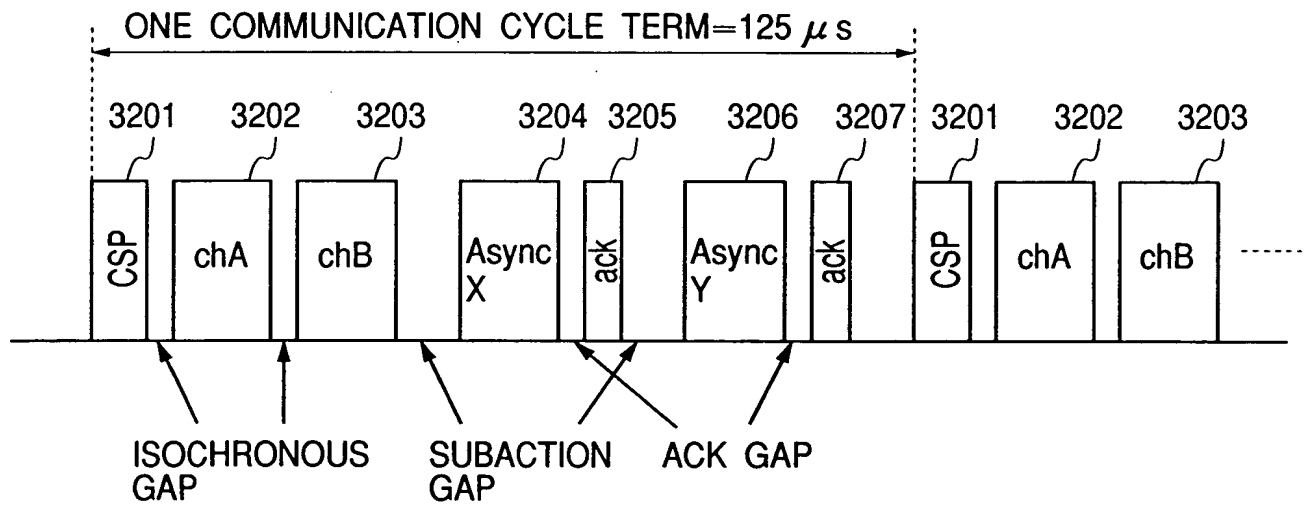 ONE COMMUNICATION CYCLE TERM=125 μs
3201 3202 3203 3204 3205 3206 3207 3201 3202 3203
CSP chA chB Async X ack Async Y ack CSP chA chB
ISOCHRONOUS GAP
SUBACTION GAP
ACK GAP